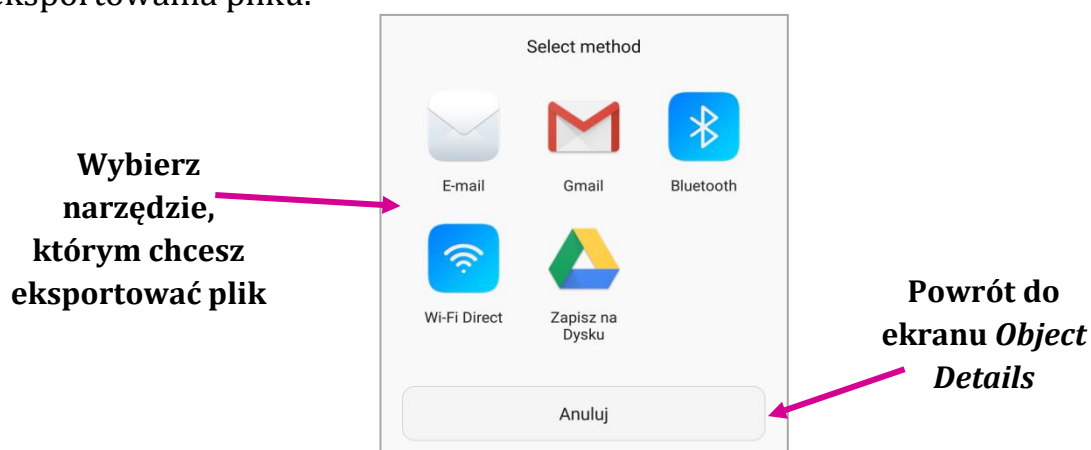 eksportowania pliku.
Select method
E-mail
Gmail
Bluetooth
Wybierz
narzędzie,
którym chcesz
eksportować plik
Wi-Fi Direct
Zapisz na
Dysku
Powrót do
ekranu Object
Details
Anuluj